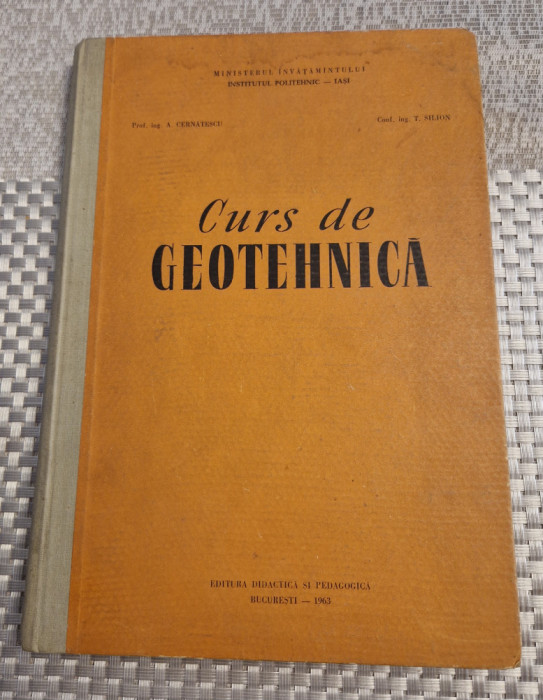 MINISTERUL ÎNVĂȚĂMÎNTULUI
INSTITUTUL POLITEHNIC — IAȘI
Prof. ing. A. CERNĂTESCU
Conf. ing. T. SILION
Curs de
GEOTEHNICĂ
EDITURA DIDACTICĂ ȘI PEDAGOGICĂ
BUCUREȘTI — 1963